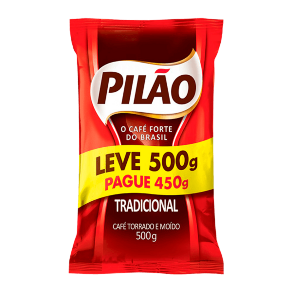 PILÃO
O CAFÉ FORTE
DO BRASIL
LEVE 500g
PAGUE 450g
TRADICIONAL
CAFÉ TORRADO E MOÍDO
500g